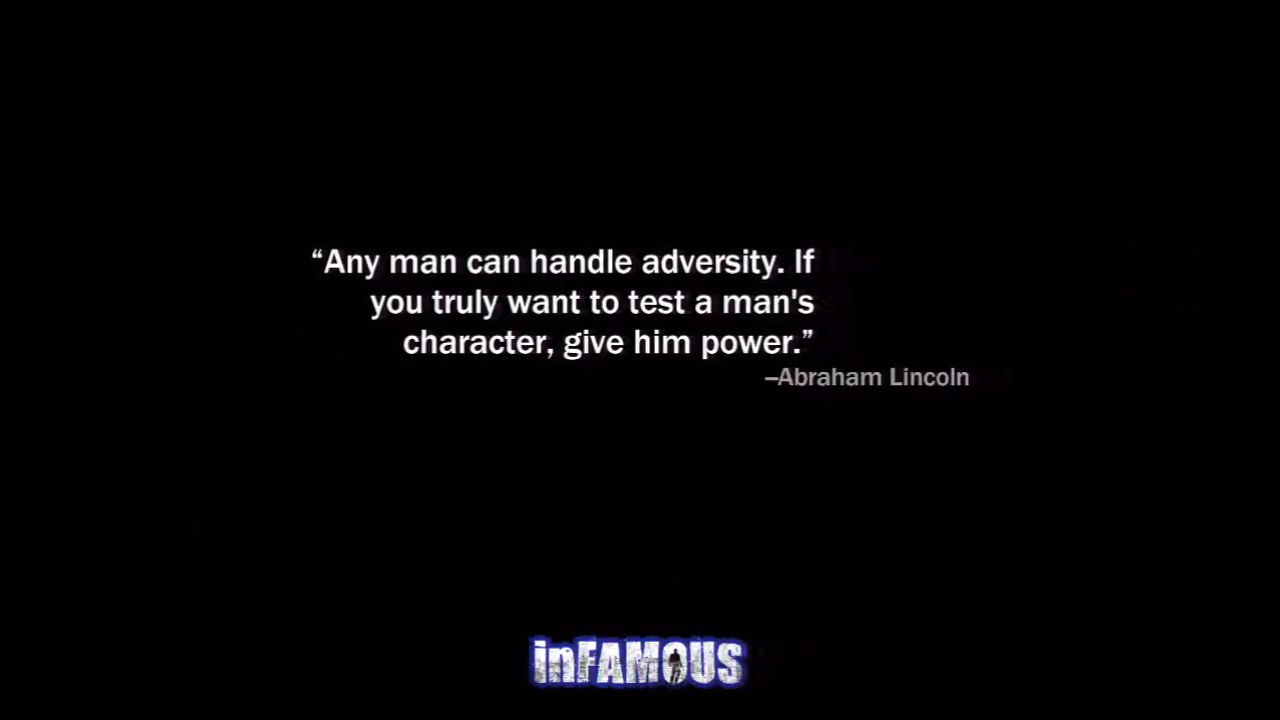 “Any man can handle adversity. If
you truly want to test a man's
character, give him power.”
–Abraham Lincoln
inFAMOUS